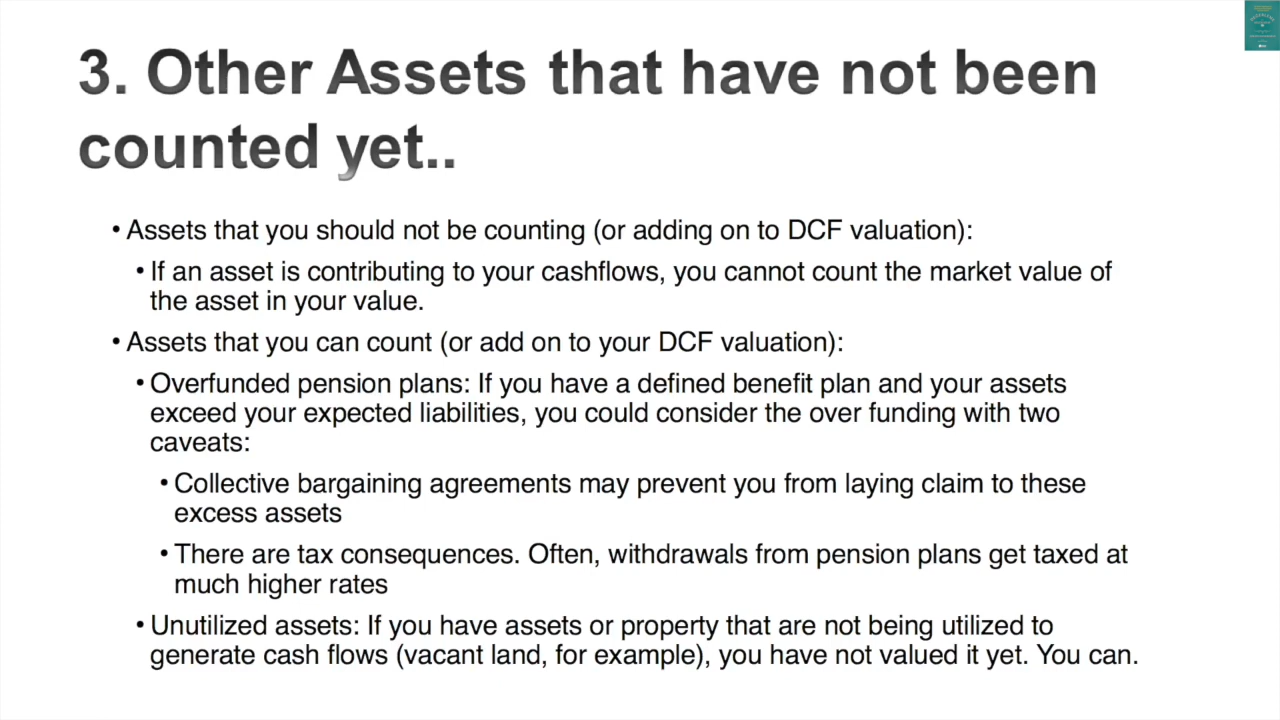 3. Other Assets that have not been
counted yet..
• Assets that you should not be counting (or adding on to DCF valuation):
• If an asset is contributing to your cashflows, you cannot count the market value of
the asset in your value.
• Assets that you can count (or add on to your DCF valuation):
• Overfunded pension plans: If you have a defined benefit plan and your assets
exceed your expected liabilities, you could consider the over funding with two
caveats:
• Collective bargaining agreements may prevent you from laying claim to these
excess assets
• There are tax consequences. Often, withdrawals from pension plans get taxed at
much higher rates
• Unutilized assets: If you have assets or property that are not being utilized to
generate cash flows (vacant land, for example), you have not valued it yet. You can.